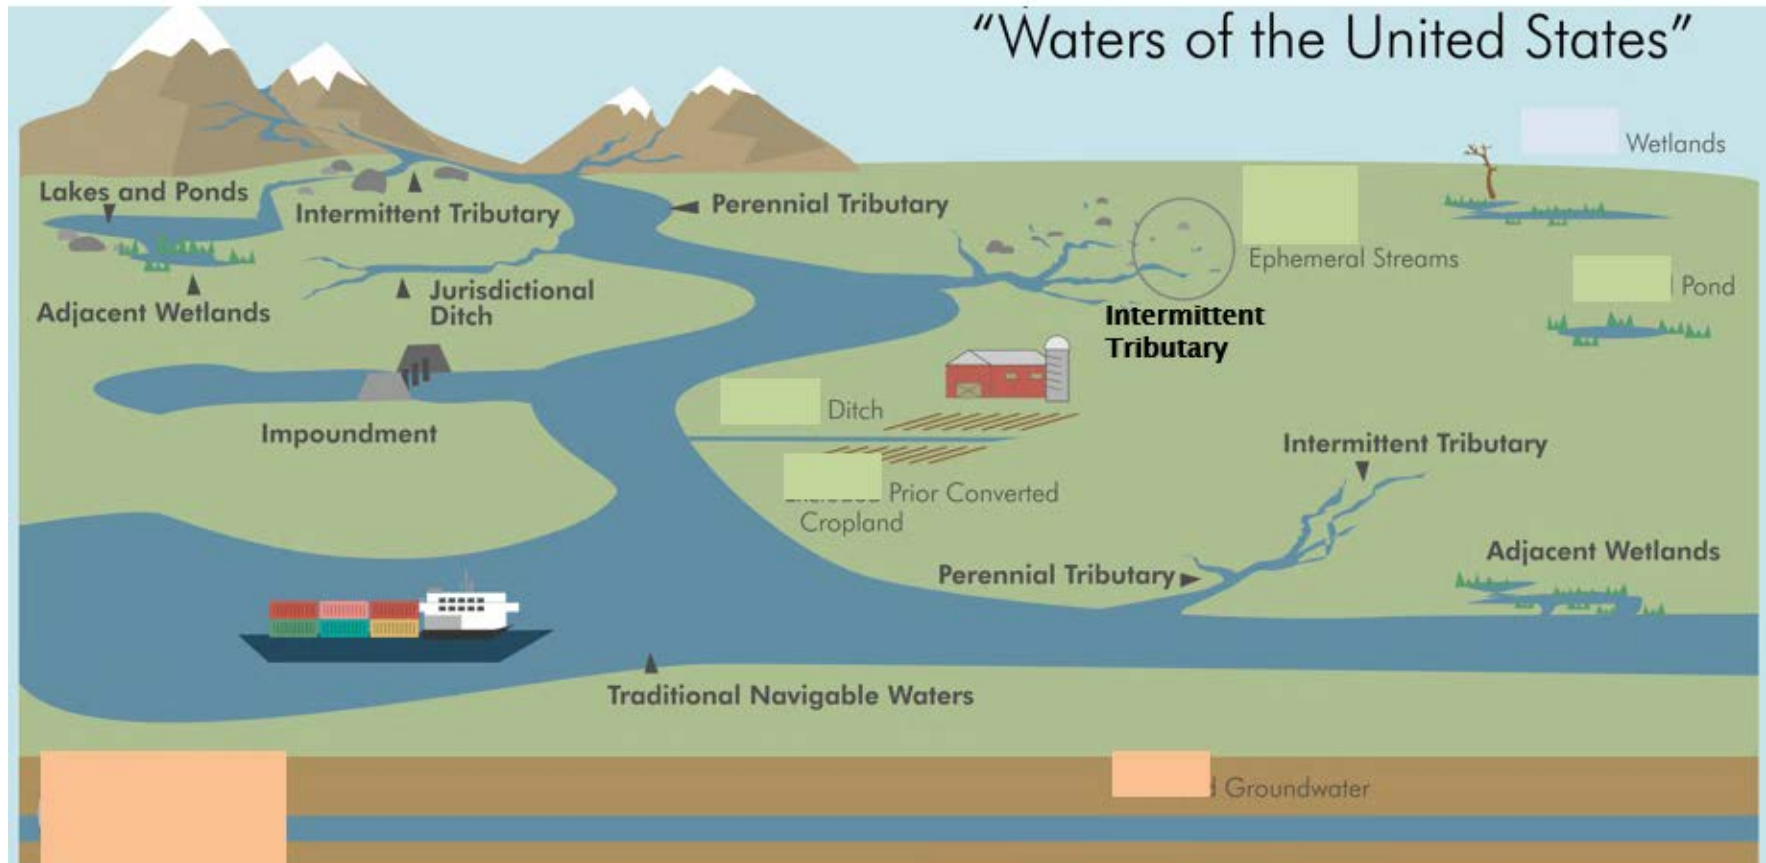 “Waters of the United States”
Wetlands
Lakes and Ponds
Intermittent Tributary
Perennial Tributary
Ephemeral Streams
Pond
Adjacent Wetlands
Jurisdictional
Ditch
Intermittent
Tributary
Ditch
Impoundment
Intermittent Tributary
Prior Converted
Cropland
Adjacent Wetlands
Perennial Tributary
Traditional Navigable Waters
Groundwater